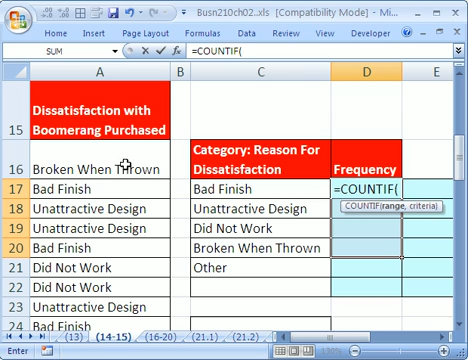 Busn210ch02...xls [Compatibility Mode] - Mi...
Home Insert Page Layout Formulas Data Review View Developer
SUM =COUNTIF(
A B C D E
15 Dissatisfaction with
Boomerang Purchased
16 Broken When Thrown Category: Reason For
Dissatisfaction Frequency
17 Bad Finish Bad Finish =COUNTIF(
18 Unattractive Design Unattractive Design COUNTIF(range, criteria)
19 Unattractive Design Did Not Work
20 Bad Finish Broken When Thrown
21 Did Not Work Other
22 Did Not Work
23 Unattractive Design
24 Bad Finish
(13) (14-15) (16-20) (21.1) (21.2)
Enter 130%